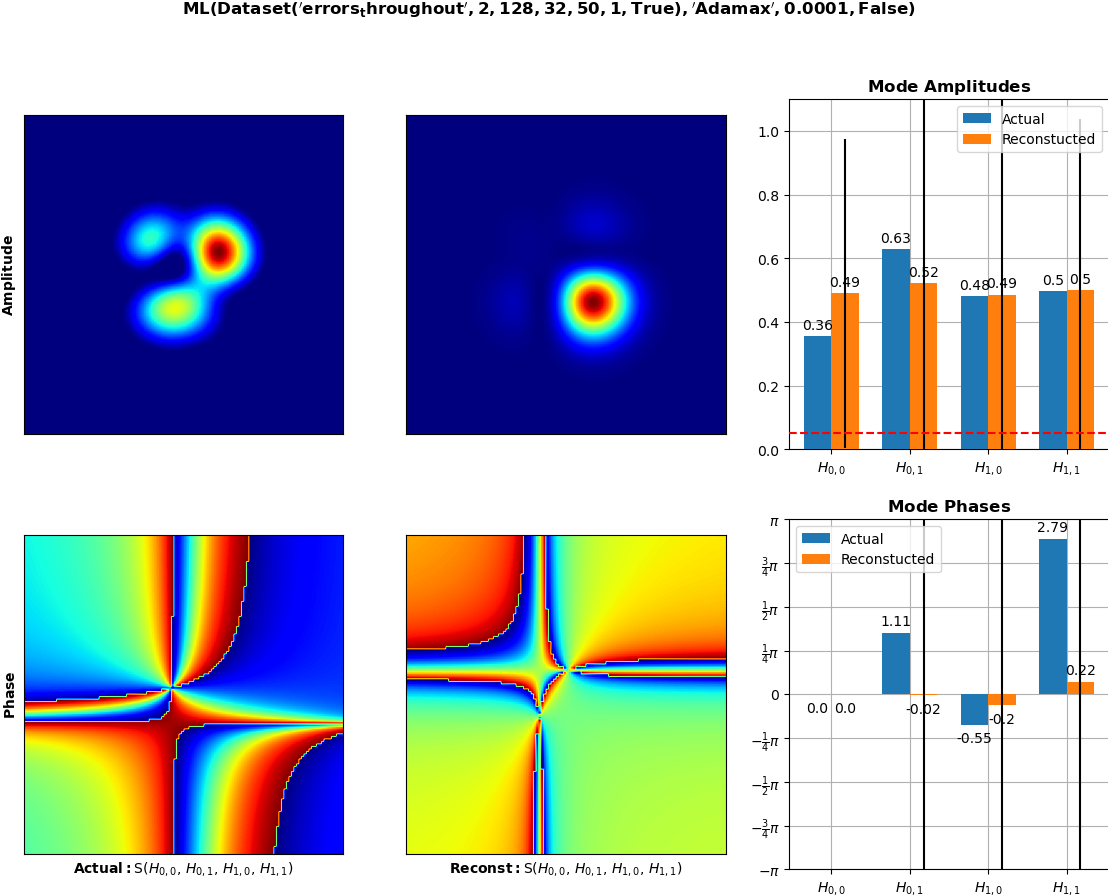 ML(Dataset('errors_throughout', 2, 128, 32, 50, 1, True), 'Adamax', 0.0001, False)
Amplitude
Mode Amplitudes
Actual
Reconstucted
1.0
0.8
0.6
0.4
0.2
0.0
0.36
0.49
0.63
0.52
0.48
0.49
0.5
0.5
H0,0
H0,1
H1,0
H1,1
Phase
Actual: S(H0,0, H0,1, H1,0, H1,1)
Reconst: S(H0,0, H0,1, H1,0, H1,1)
Mode Phases
Actual
Reconstucted
π
3/4π
1/2π
1/4π
0
−1/4π
−1/2π
−3/4π
−π
0.0
0.0
1.11
-0.02
-0.55
-0.2
2.79
0.22
H0,0
H0,1
H1,0
H1,1